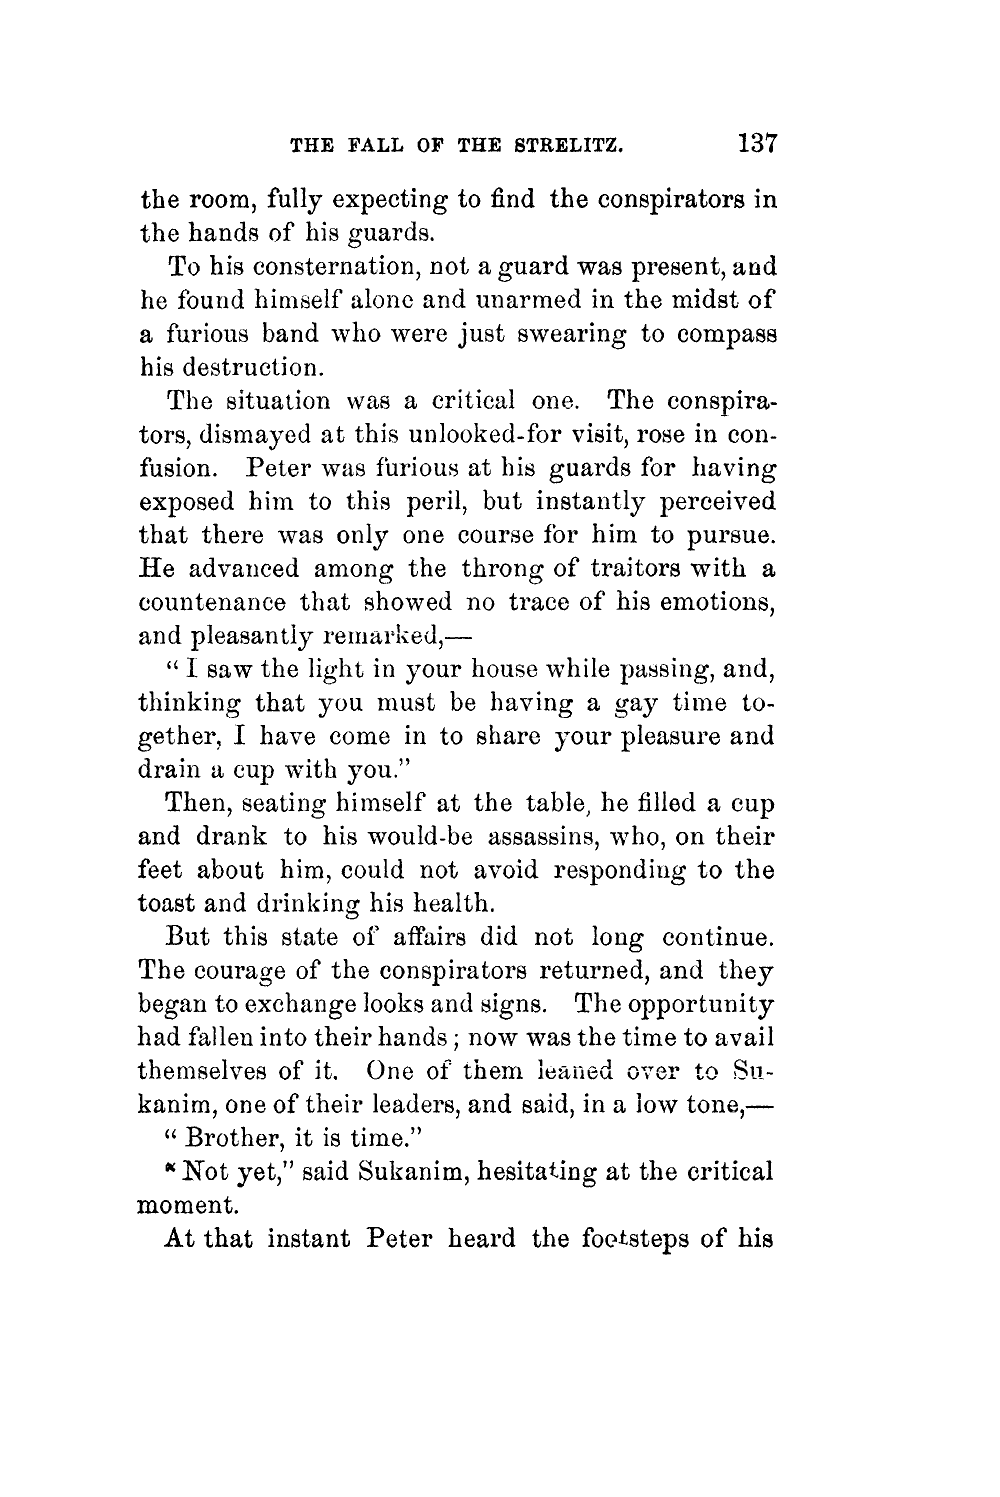 THE FALL OF THE STRELITZ. 137
the room, fully expecting to find the conspirators in
the hands of his guards.
To his consternation, not a guard was present, and
he found himself alone and unarmed in the midst of
a furious band who were just swearing to compass
his destruction.
The situation was a critical one. The conspira-
tors, dismayed at this unlooked-for visit, rose in con-
fusion. Peter was furious at his guards for having
exposed him to this peril, but instantly perceived
that there was only one course for him to pursue.
He advanced among the throng of traitors with a
countenance that showed no trace of his emotions,
and pleasantly remarked,—
“ I saw the light in your house while passing, and,
thinking that you must be having a gay time to-
gether, I have come in to share your pleasure and
drain a cup with you.”
Then, seating himself at the table, he filled a cup
and drank to his would-be assassins, who, on their
feet about him, could not avoid responding to the
toast and drinking his health.
But this state of affairs did not long continue.
The courage of the conspirators returned, and they
began to exchange looks and signs. The opportunity
had fallen into their hands ; now was the time to avail
themselves of it. One of them leaned over to Su-
kanim, one of their leaders, and said, in a low tone,—
“ Brother, it is time.”
“ Not yet,” said Sukanim, hesitating at the critical
moment.
At that instant Peter heard the footsteps of his